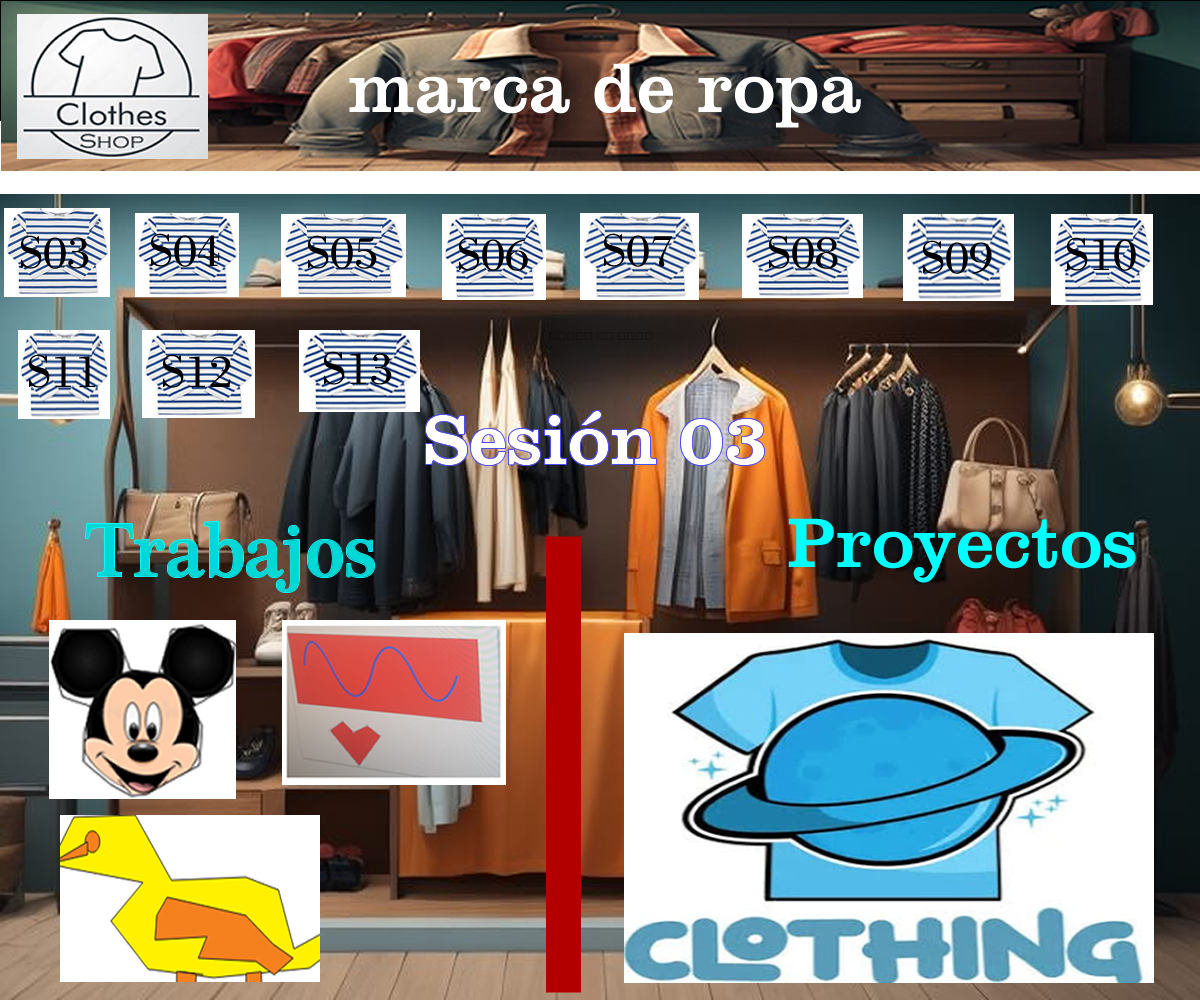 Clothes
SHOP
marca de ropa
S03 S04 S05 S06 S07 S08 S09 S10
S11 S12 S13
Sesión 03
Trabajos
Proyectos
CLOTHING